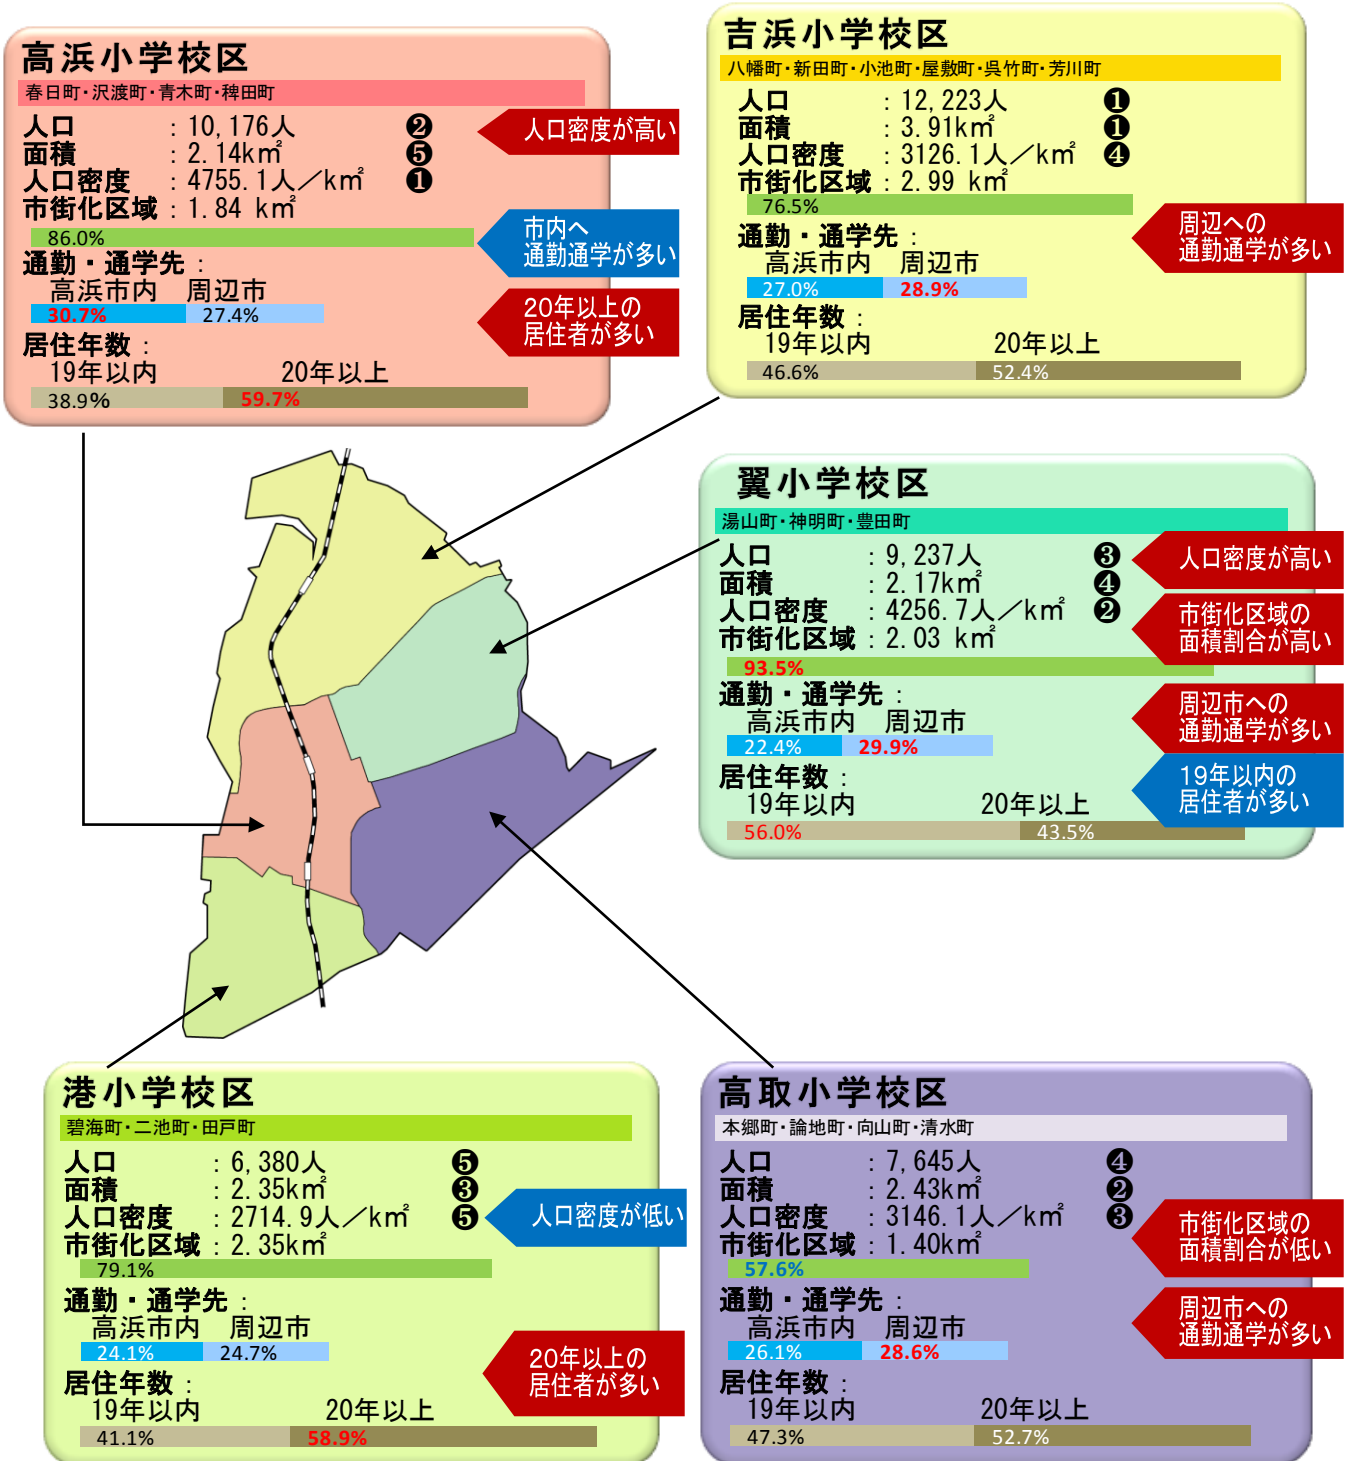 高浜小学校区
春日町・沢渡町・青木町・稗田町
人口 : 10,176人 ❷
面積 : 2.14k㎡ ❺
人口密度 : 4755.1人／k㎡ ❶
市街化区域 : 1.84 k㎡
86.0%
通勤・通学先 :
高浜市内 周辺市
30.7% 27.4%
居住年数 :
19年以内 20年以上
38.9% 59.7%
人口密度が高い
市内へ
通勤通学が多い
20年以上の
居住者が多い
吉浜小学校区
八幡町・新田町・小池町・屋敷町・呉竹町・芳川町
人口 : 12,223人 ❶
面積 : 3.91k㎡ ❶
人口密度 : 3126.1人／k㎡ ❹
市街化区域 : 2.99 k㎡
76.5%
通勤・通学先 :
高浜市内 周辺市
27.0% 28.9%
居住年数 :
19年以内 20年以上
46.6% 52.4%
周辺への
通勤通学が多い
翼小学校区
湯山町・神明町・豊田町
人口 : 9,237人 ❸
面積 : 2.17k㎡ ❹
人口密度 : 4256.7人／k㎡ ❷
市街化区域 : 2.03 k㎡
93.5%
通勤・通学先 :
高浜市内 周辺市
22.4% 29.9%
居住年数 :
19年以内 20年以上
56.0% 43.5%
人口密度が高い
市街化区域の
面積割合が高い
周辺市への
通勤通学が多い
19年以内の
居住者が多い
港小学校区
碧海町・二池町・田戸町
人口 : 6,380人 ❺
面積 : 2.35k㎡ ❸
人口密度 : 2714.9人／k㎡ ❺
市街化区域 : 2.35k㎡
79.1%
通勤・通学先 :
高浜市内 周辺市
24.1% 24.7%
居住年数 :
19年以内 20年以上
41.1% 58.9%
人口密度が低い
20年以上の
居住者が多い
高取小学校区
本郷町・論地町・向山町・清水町
人口 : 7,645人 ❹
面積 : 2.43k㎡ ❷
人口密度 : 3146.1人／k㎡ ❸
市街化区域 : 1.40k㎡
57.6%
通勤・通学先 :
高浜市内 周辺市
26.1% 28.6%
居住年数 :
19年以内 20年以上
47.3% 52.7%
市街化区域の
面積割合が低い
周辺市への
通勤通学が多い